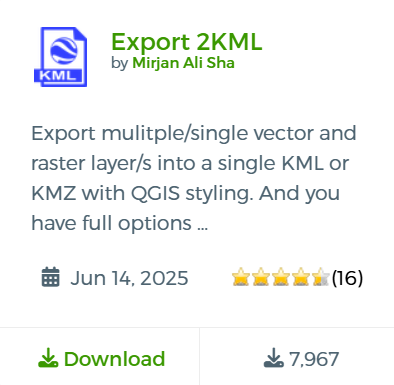 KML
Export 2KML
by Mirjan Ali Sha
Export mulitple/single vector and
raster layer/s into a single KML or
KMZ with QGIS styling. And you
have full options ...
Jun 14, 2025 (16)
Download 7,967